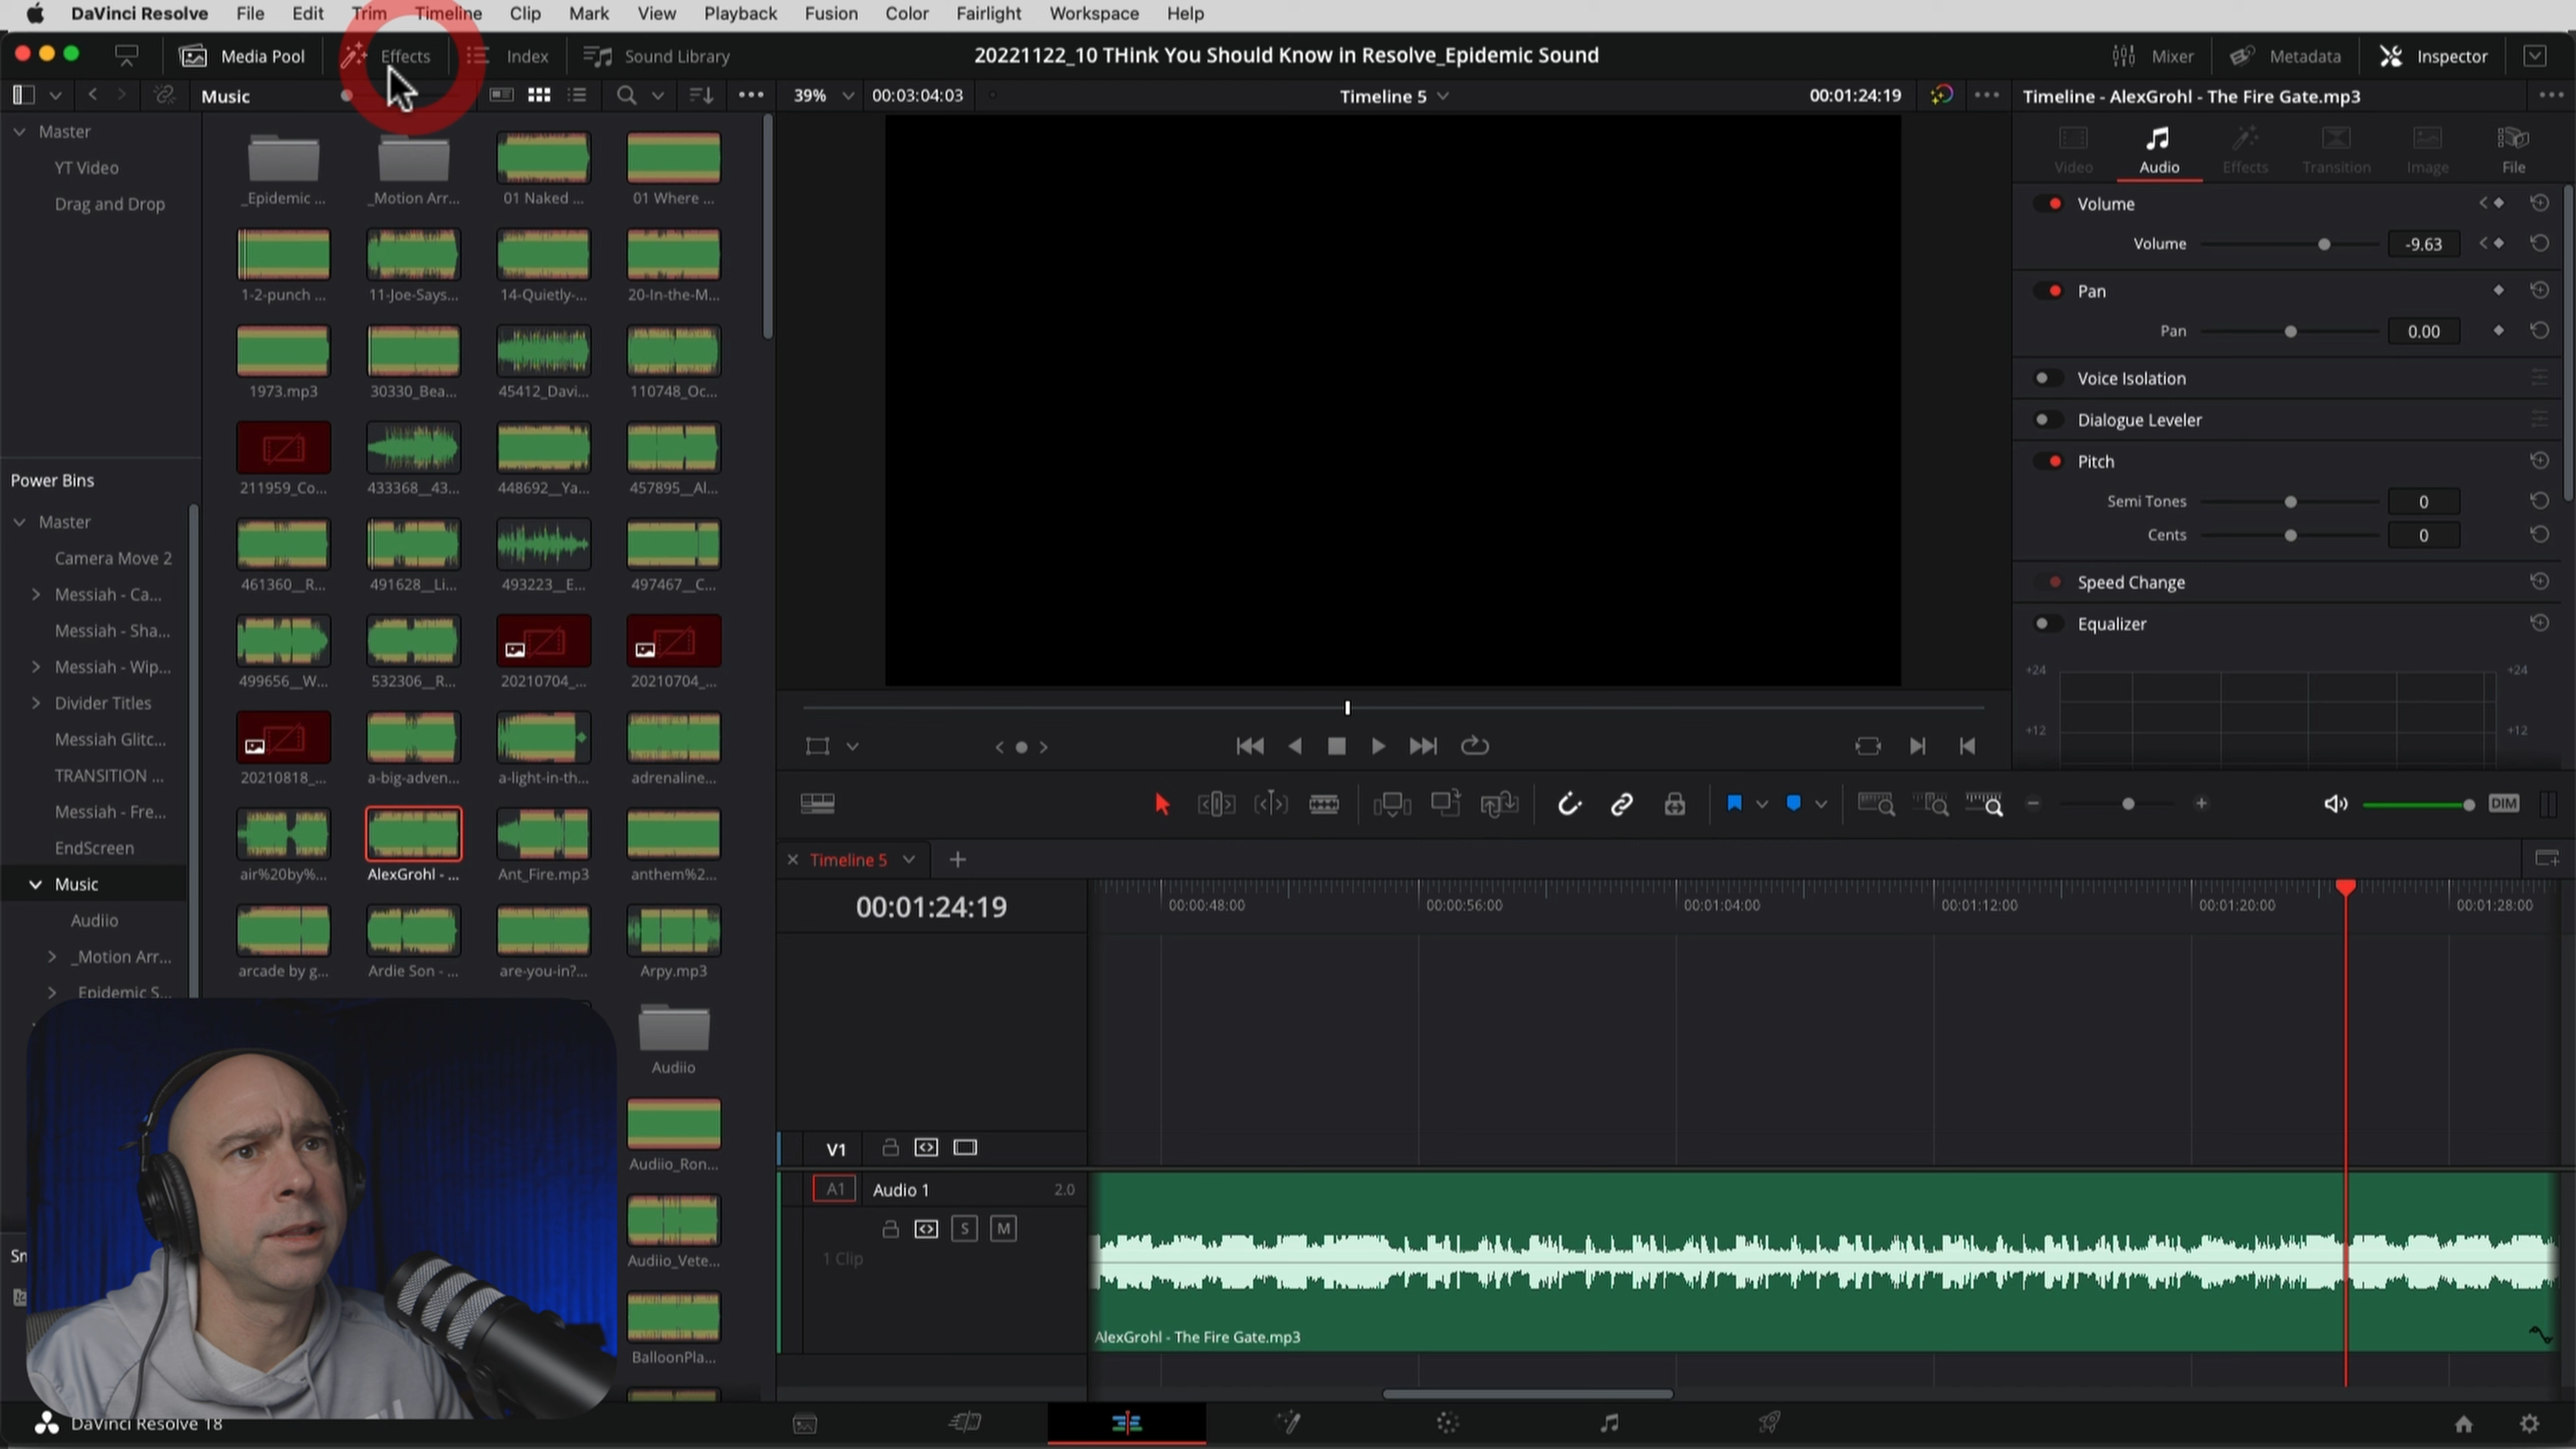 DaVinci Resolve File Edit Trim Timeline Clip Mark View Playback Fusion Color Fairlight Workspace Help
Media Pool Effects Index Sound Library 20221122_10 THink You Should Know in Resolve_Epidemic Sound Mixer Metadata Inspector
Music 39% 00:03:04:03 Timeline 5 00:01:24:19 Timeline - AlexGrohl - The Fire Gate.mp3
Master
YT Video
Drag and Drop
Power Bins
Master
Camera Move 2
Messiah - Ca...
Messiah - Sha...
Messiah - Wip...
Divider Titles
Messiah Glitc...
TRANSITION ...
Messiah - Fre...
EndScreen
Music
Audiio
_Motion Arr...
_Epidemic S...
Sn
_Epidemic ... _Motion Arr... 01 Naked ... 01 Where ...
1-2-punch ... 11-Joe-Says... 14-Quietly-... 20-In-the-M...
1973.mp3 30330_Bea... 45412_Davi... 110748_Oc...
211959_Co... 433368__43... 448692__Ya... 457895__Al...
461360__R... 491628__Li... 493223__E... 497467__C...
499656__W... 532306__R... 20210704_... 20210704_...
20210818_... a-big-adven... a-light-in-th... adrenaline...
air%20by%... AlexGrohl - ... Ant_Fire.mp3 anthem%2...
arcade by g... Ardie Son - ... are-you-in?... Arpy.mp3
Audiio
Audiio_Ron...
Audiio_Vete...
BalloonPla...
Video Audio Effects Transition Image File
Volume
Volume -9.63
Pan
Pan 0.00
Voice Isolation
Dialogue Leveler
Pitch
Semi Tones 0
Cents 0
Speed Change
Equalizer
+24 +24
+12 +12
DIM
Timeline 5
00:01:24:19 00:00:48:00 00:00:56:00 00:01:04:00 00:01:12:00 00:01:20:00 00:01:28:00
V1
A1 Audio 1 2.0
S M
1 Clip
AlexGrohl - The Fire Gate.mp3
DaVinci Resolve 18